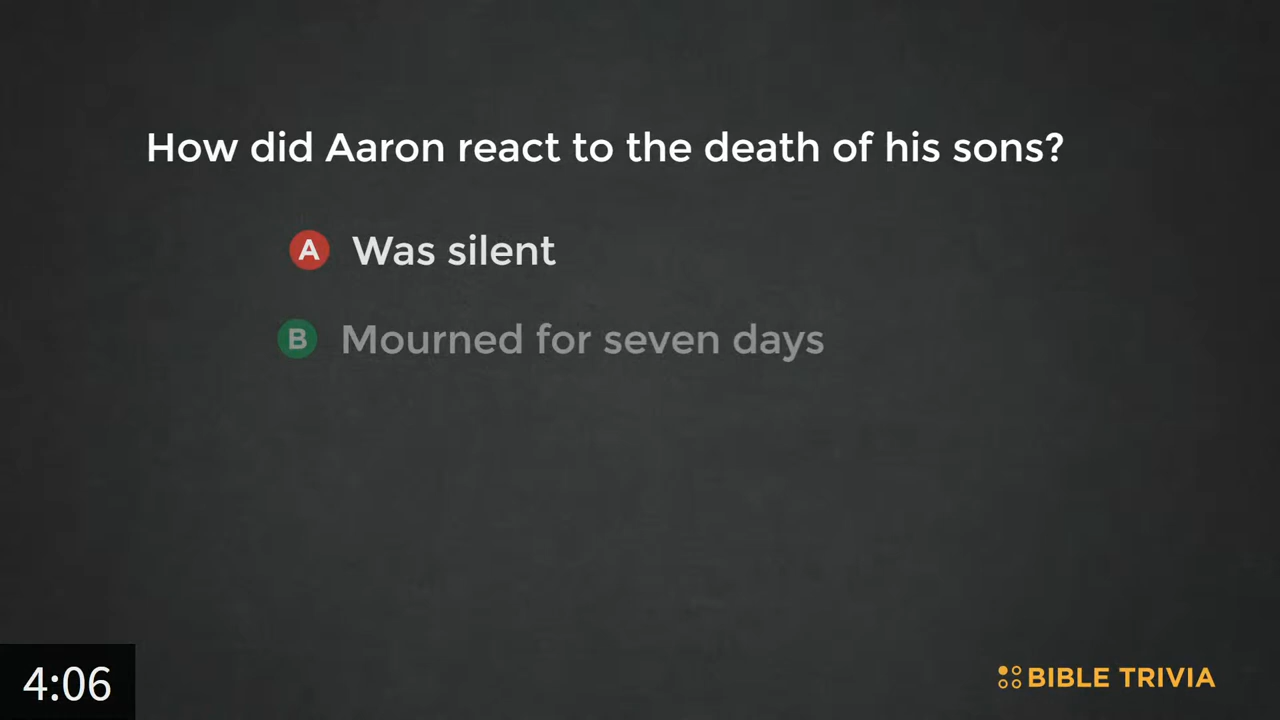 How did Aaron react to the death of his sons?
A Was silent
B Mourned for seven days
4:06
BIBLE TRIVIA